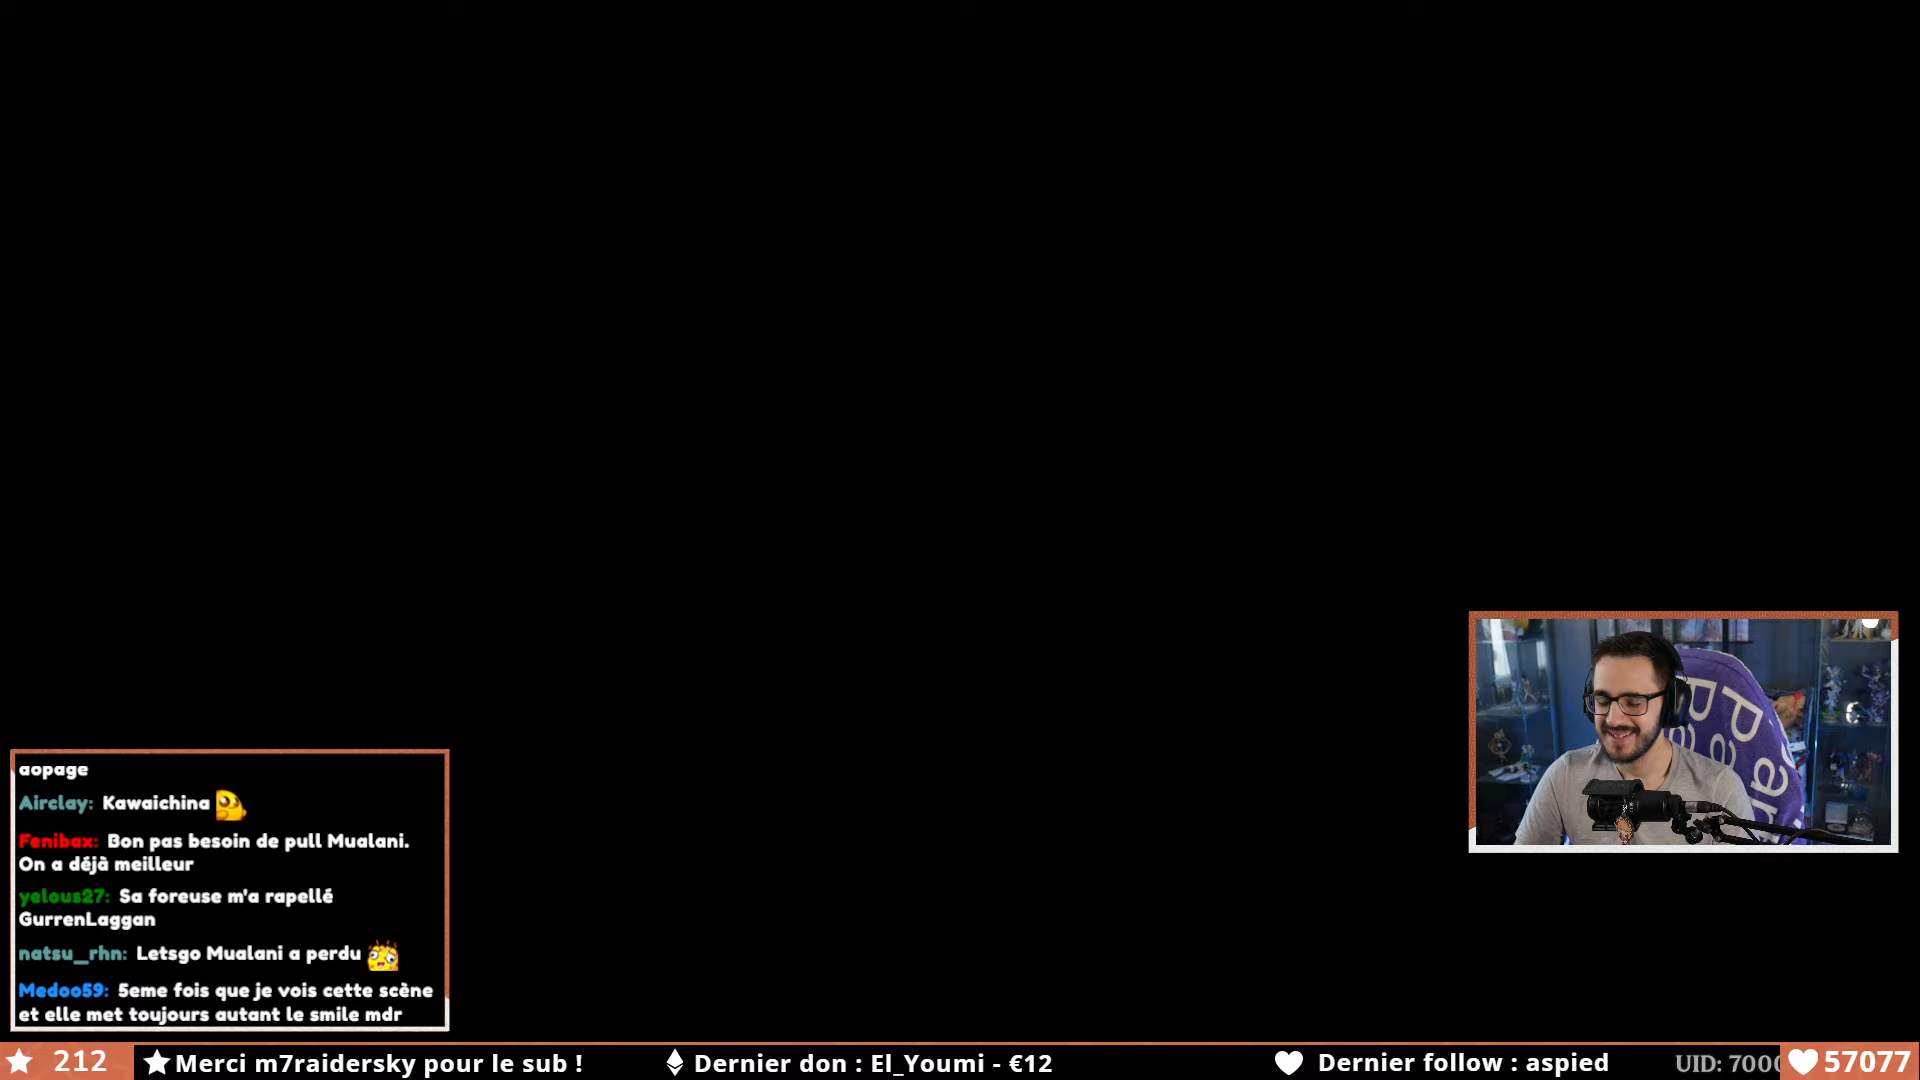 aopage
Airclay: Kawaichina
Fenibax: Bon pas besoin de pull Mualani.
On a déjà meilleur
yelous27: Sa foreuse m'a rapellé
GurrenLaggan
natsu_rhn: Letsgo Mualani a perdu
Medoo59: 5eme fois que je vois cette scène
et elle met toujours autant le smile mdr
212
Merci m7raidersky pour le sub !
Dernier don : El_Youmi - €12
Dernier follow : aspied
UID: 7000
57077